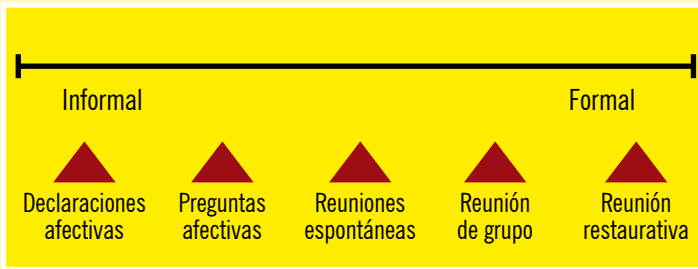 Informal
Formal
Declaraciones
afectivas
Preguntas
afectivas
Reuniones
espontáneas
Reunión
de grupo
Reunión
restaurativa